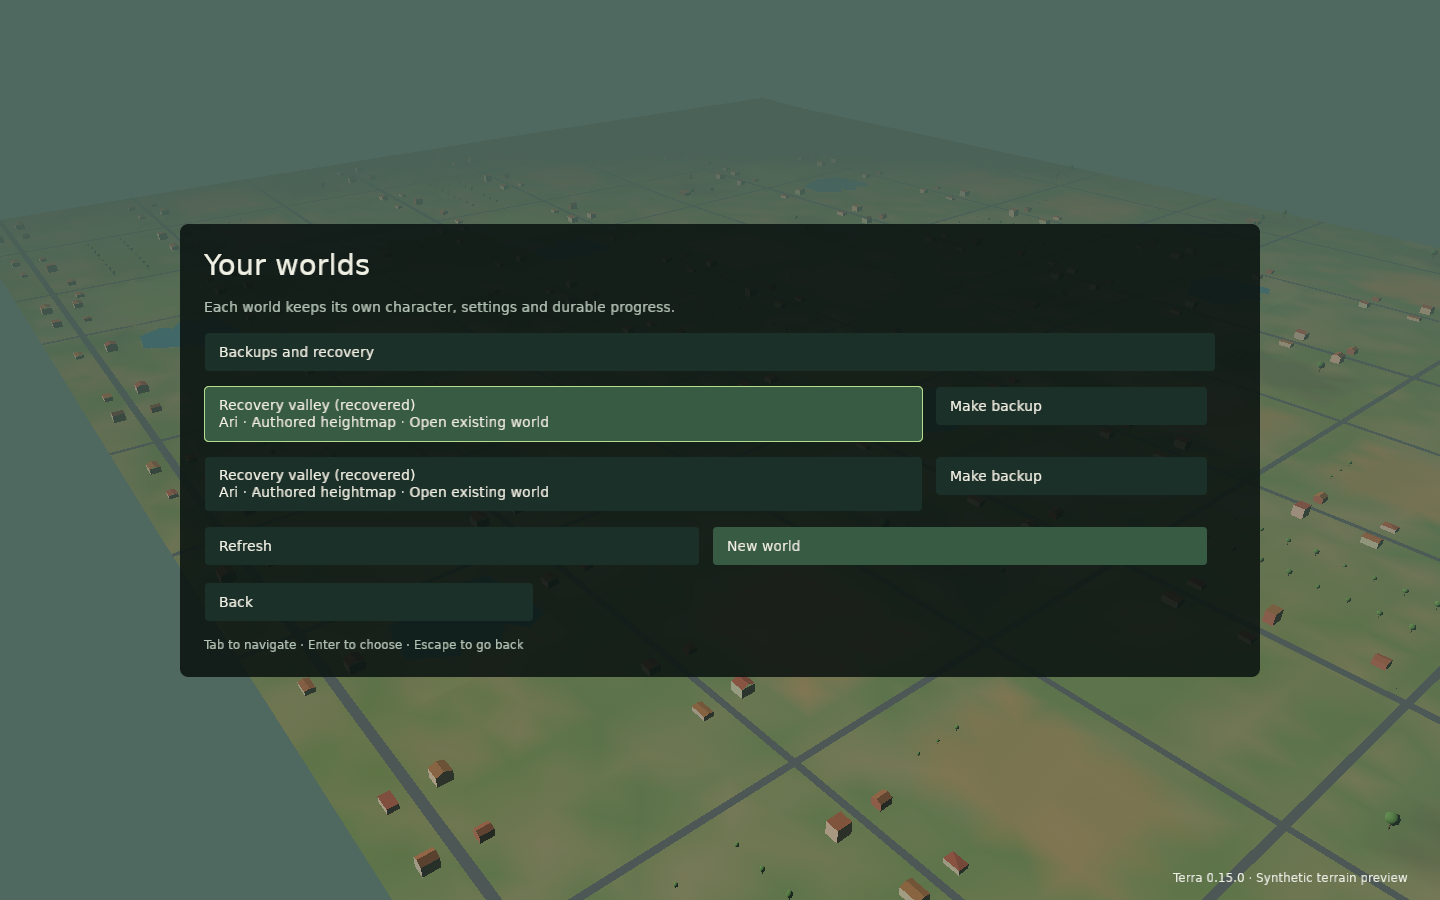 Your worlds
Each world keeps its own character, settings and durable progress.
Backups and recovery
Recovery valley (recovered)
Ari · Authored heightmap · Open existing world
Make backup
Recovery valley (recovered)
Ari · Authored heightmap · Open existing world
Make backup
Refresh
New world
Back
Tab to navigate · Enter to choose · Escape to go back
Terra 0.15.0 · Synthetic terrain preview